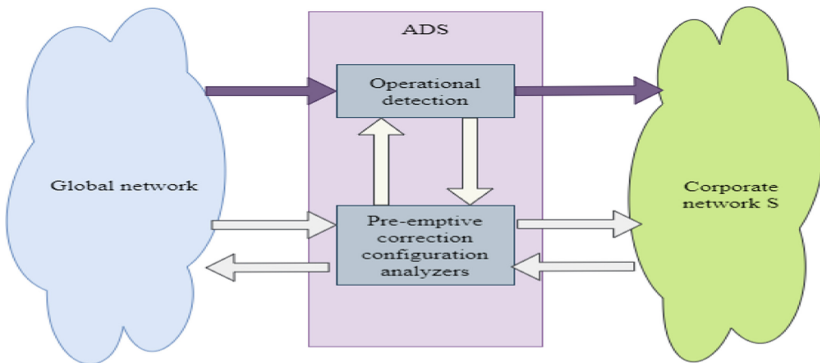 ADS
Operational
detection
Global network
Corporate
network S
Pre-emptive
correction
configuration
analyzers